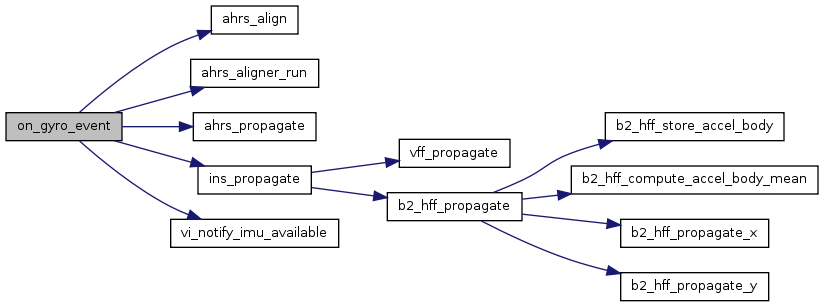 on_gyro_event
ahrs_align
ahrs_aligner_run
ahrs_propagate
ins_propagate
vi_notify_imu_available
vff_propagate
b2_hff_propagate
b2_hff_store_accel_body
b2_hff_compute_accel_body_mean
b2_hff_propagate_x
b2_hff_propagate_y